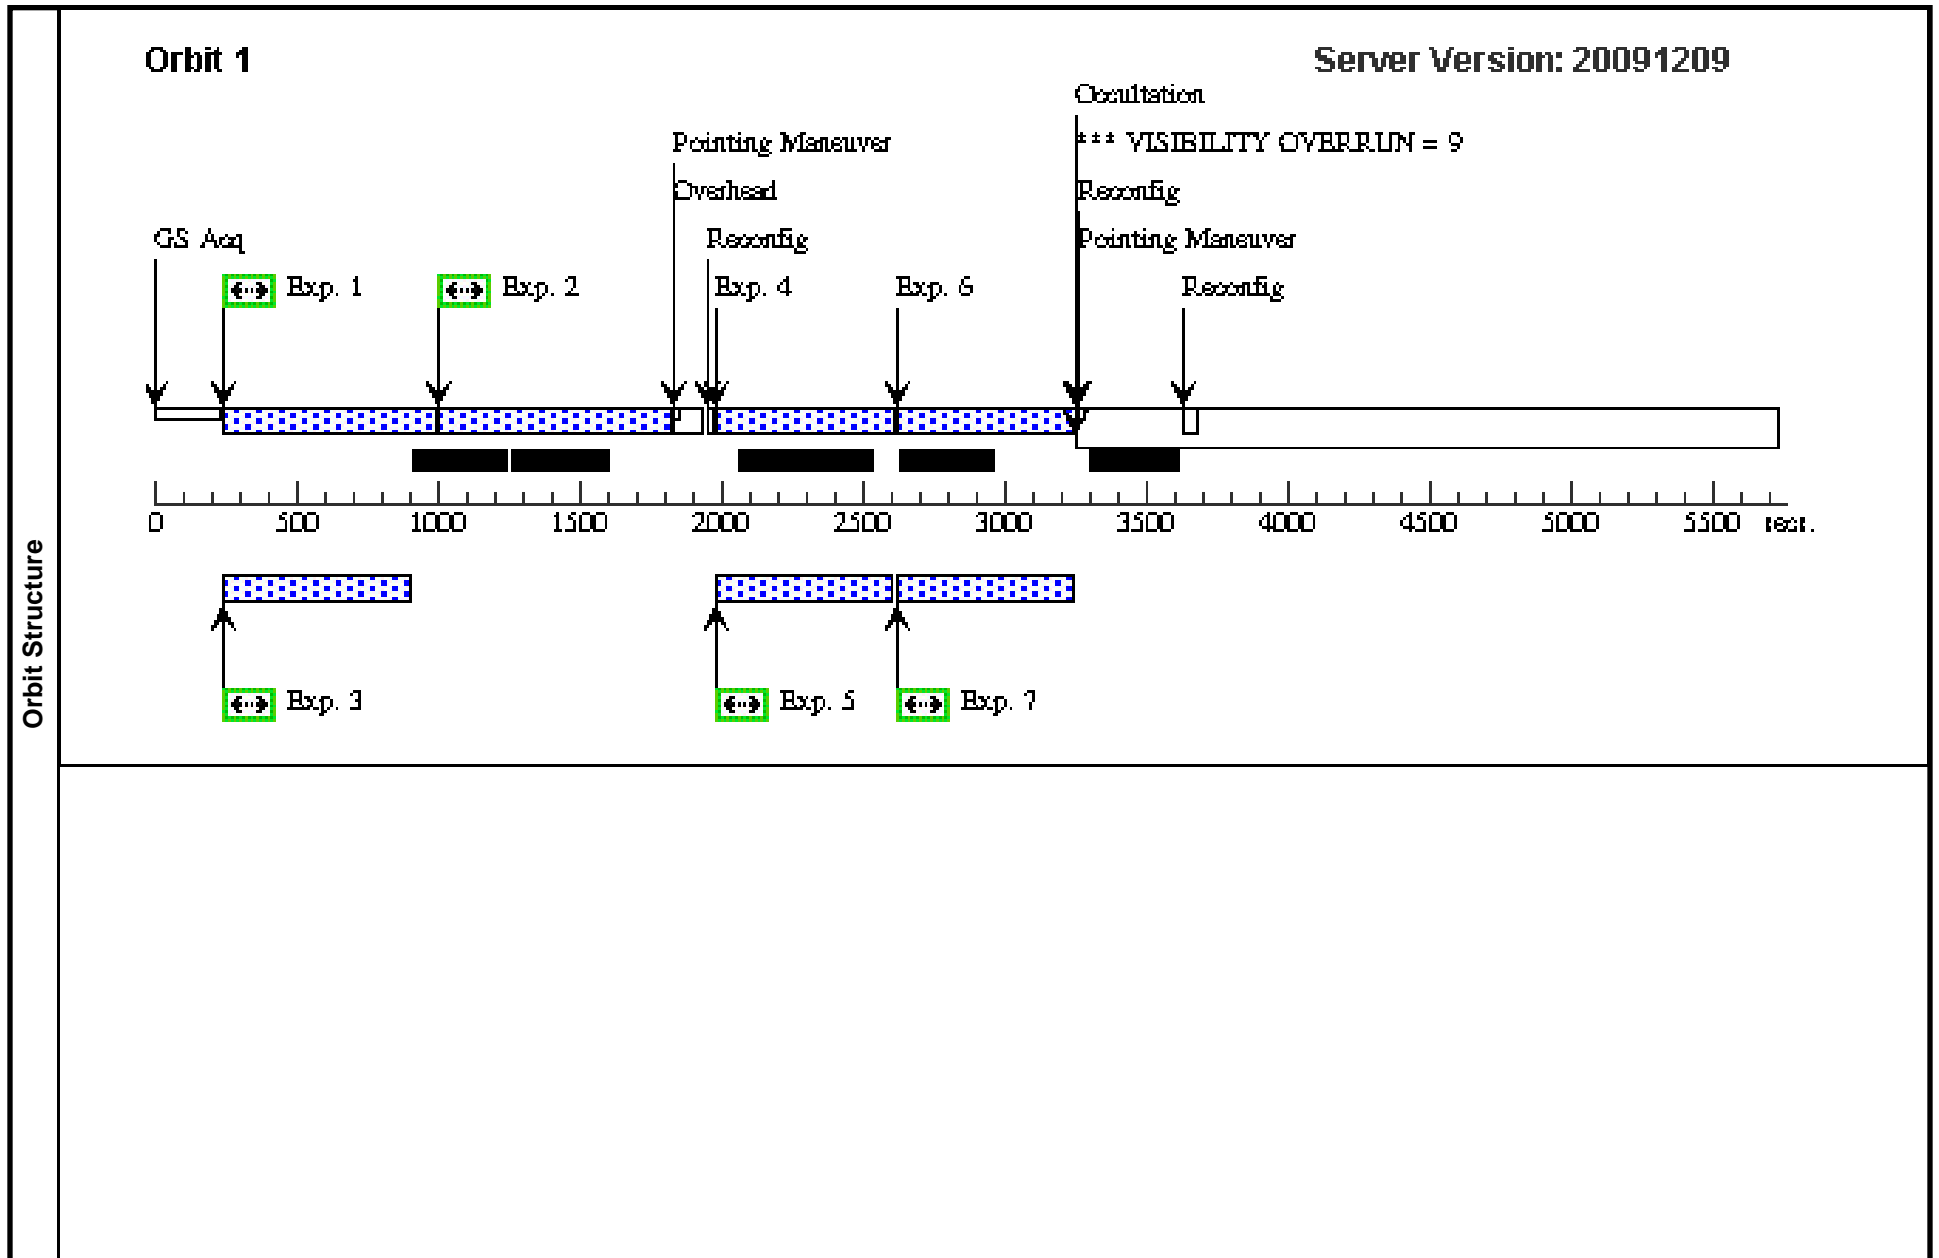 Orbit 1
Server Version: 20091209
Occultation
Pointing Maneuver
*** VISIBILITY OVERRUN = 9
Overhead
Reconfig
GS Acq
Reconfig
Pointing Maneuver
Exp. 1
Exp. 2
Exp. 4
Exp. 6
Reconfig
0 500 1000 1500 2000 2500 3000 3500 4000 4500 5000 5500 secs.
Orbit Structure
Exp. 3
Exp. 5
Exp. 7